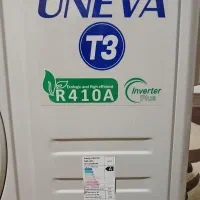 UNEVA
T3
Ecologic and High efficient
R410A
Inverter
Plus